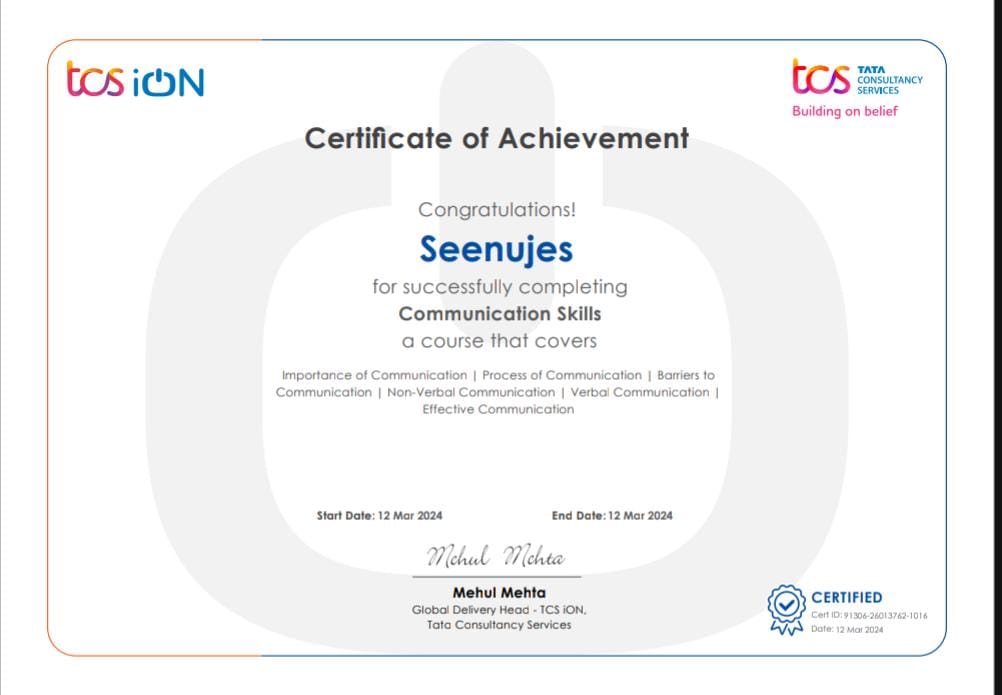 tcs iON
tcs TATA
CONSULTANCY
SERVICES
Building on belief
Certificate of Achievement
Congratulations!
Seenujes
for successfully completing
Communication Skills
a course that covers
Importance of Communication | Process of Communication | Barriers to
Communication | Non-Verbal Communication | Verbal Communication |
Effective Communication
Start Date: 12 Mar 2024 End Date: 12 Mar 2024
Mehul Mehta
Mehul Mehta
Global Delivery Head - TCS iON,
Tata Consultancy Services
CERTIFIED
Cert ID: 91306-26013762-1016
Date: 12 Mar 2024